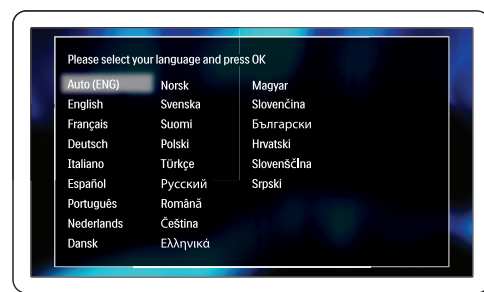 Please select your language and press OK
Auto (ENG)
English
Français
Deutsch
Italiano
Español
Português
Nederlands
Dansk
Norsk
Svenska
Suomi
Polski
Türkçe
Русский
Română
Čeština
Ελληνικά
Magyar
Slovenčina
Български
Hrvatski
Slovenščina
Srpski